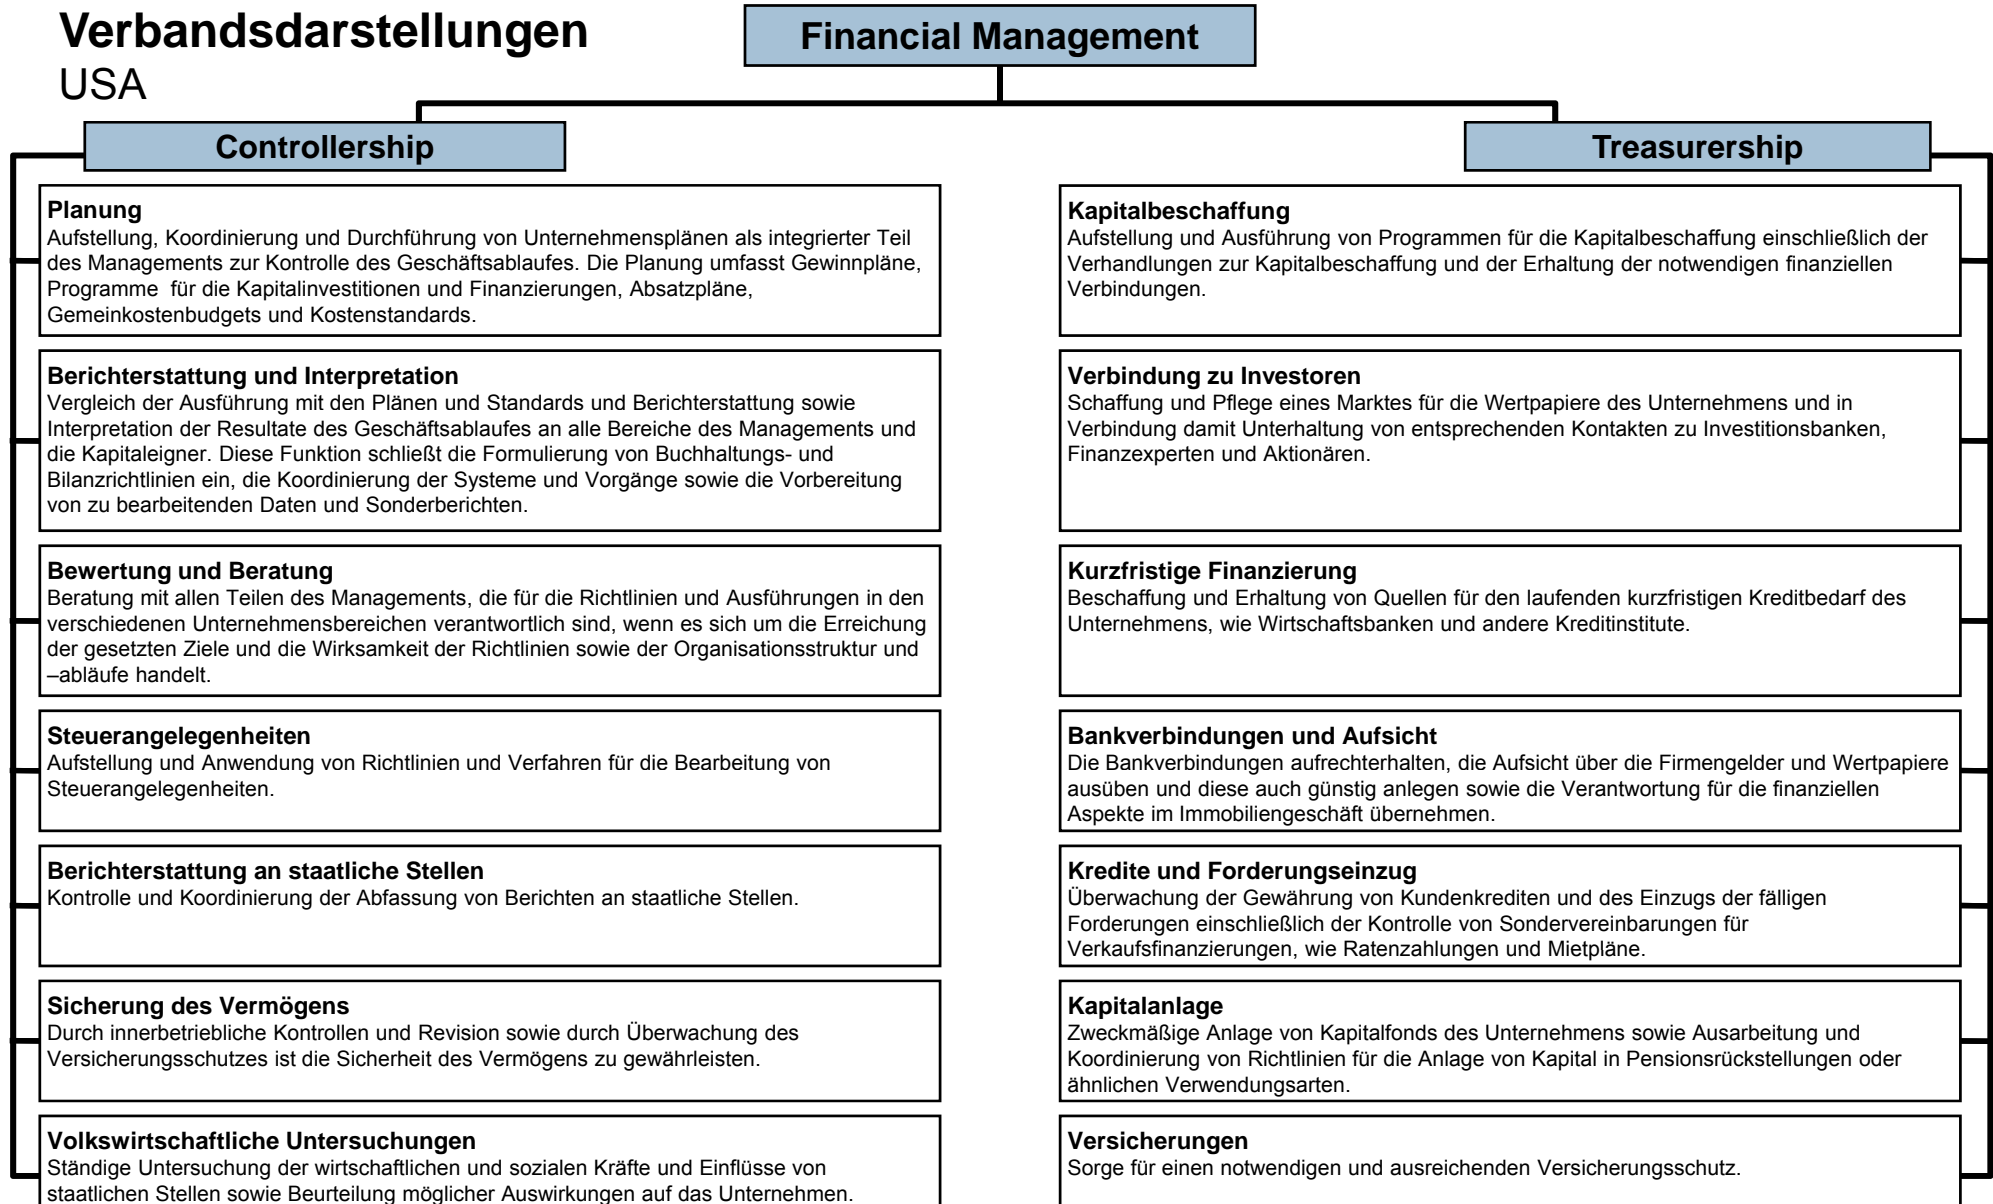 Verbandsdarstellungen
USA
Financial Management
Controllership
Treasurership
Planung
Aufstellung, Koordinierung und Durchführung von Unternehmensplänen als integrierter Teil
des Managements zur Kontrolle des Geschäftsablaufes. Die Planung umfasst Gewinnpläne,
Programme für die Kapitalinvestitionen und Finanzierungen, Absatzpläne,
Gemeinkostenbudgets und Kostenstandards.
Berichterstattung und Interpretation
Vergleich der Ausführung mit den Plänen und Standards und Berichterstattung sowie
Interpretation der Resultate des Geschäftsablaufes an alle Bereiche des Managements und
die Kapitaleigner. Diese Funktion schließt die Formulierung von Buchhaltungs- und
Bilanzrichtlinien ein, die Koordinierung der Systeme und Vorgänge sowie die Vorbereitung
von zu bearbeitenden Daten und Sonderberichten.
Bewertung und Beratung
Beratung mit allen Teilen des Managements, die für die Richtlinien und Ausführungen in den
verschiedenen Unternehmensbereichen verantwortlich sind, wenn es sich um die Erreichung
der gesetzten Ziele und die Wirksamkeit der Richtlinien sowie der Organisationsstruktur und
–abläufe handelt.
Steuerangelegenheiten
Aufstellung und Anwendung von Richtlinien und Verfahren für die Bearbeitung von
Steuerangelegenheiten.
Berichterstattung an staatliche Stellen
Kontrolle und Koordinierung der Abfassung von Berichten an staatliche Stellen.
Sicherung des Vermögens
Durch innerbetriebliche Kontrollen und Revision sowie durch Überwachung des
Versicherungsschutzes ist die Sicherheit des Vermögens zu gewährleisten.
Volkswirtschaftliche Untersuchungen
Ständige Untersuchung der wirtschaftlichen und sozialen Kräfte und Einflüsse von
staatlichen Stellen sowie Beurteilung möglicher Auswirkungen auf das Unternehmen.
Kapitalbeschaffung
Aufstellung und Ausführung von Programmen für die Kapitalbeschaffung einschließlich der
Verhandlungen zur Kapitalbeschaffung und der Erhaltung der notwendigen finanziellen
Verbindungen.
Verbindung zu Investoren
Schaffung und Pflege eines Marktes für die Wertpapiere des Unternehmens und in
Verbindung damit Unterhaltung von entsprechenden Kontakten zu Investitionsbanken,
Finanzexperten und Aktionären.
Kurzfristige Finanzierung
Beschaffung und Erhaltung von Quellen für den laufenden kurzfristigen Kreditbedarf des
Unternehmens, wie Wirtschaftsbanken und andere Kreditinstitute.
Bankverbindungen und Aufsicht
Die Bankverbindungen aufrechterhalten, die Aufsicht über die Firmengelder und Wertpapiere
ausüben und diese auch günstig anlegen sowie die Verantwortung für die finanziellen
Aspekte im Immobiliengeschäft übernehmen.
Kredite und Forderungseinzug
Überwachung der Gewährung von Kundenkrediten und des Einzugs der fälligen
Forderungen einschließlich der Kontrolle von Sondervereinbarungen für
Verkaufsfinanzierungen, wie Ratenzahlungen und Mietpläne.
Kapitalanlage
Zweckmäßige Anlage von Kapitalfonds des Unternehmens sowie Ausarbeitung und
Koordinierung von Richtlinien für die Anlage von Kapital in Pensionsrückstellungen oder
ähnlichen Verwendungsarten.
Versicherungen
Sorge für einen notwendigen und ausreichenden Versicherungsschutz.